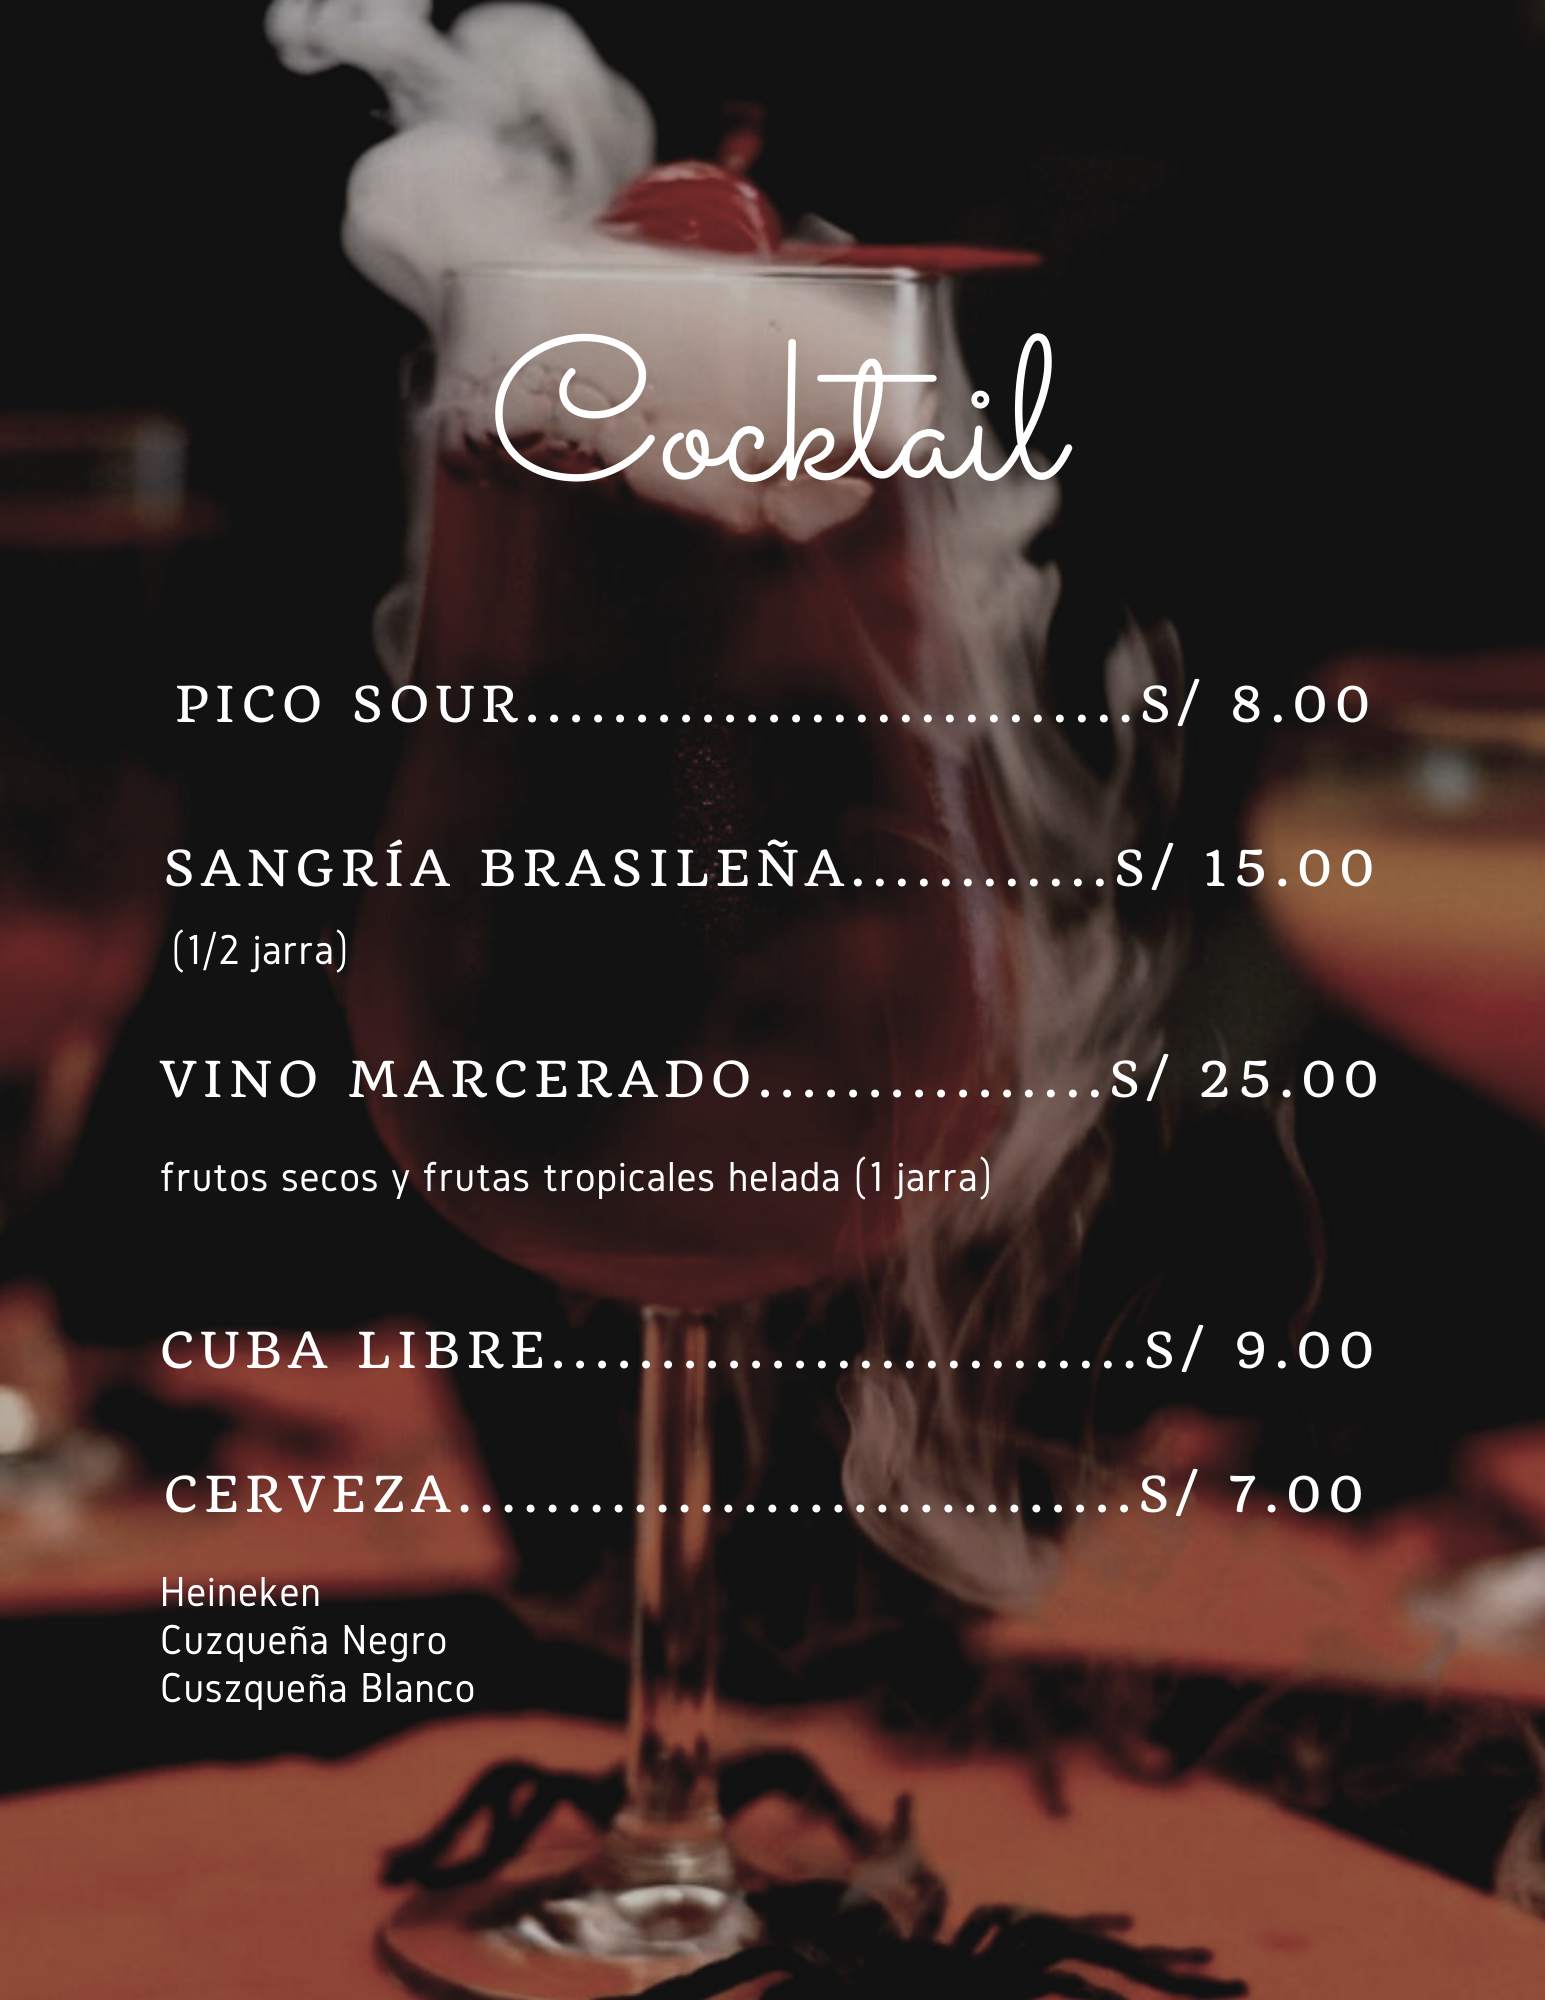 Cocktail
PICO SOUR............................S/ 8.00
SANGRÍA BRASILEÑA............S/ 15.00
(1/2 jarra)
VINO MARCERADO................S/ 25.00
frutos secos y frutas tropicales helada (1 jarra)
CUBA LIBRE...........................S/ 9.00
CERVEZA...............................S/ 7.00
Heineken
Cuzqueña Negro
Cuszqueña Blanco